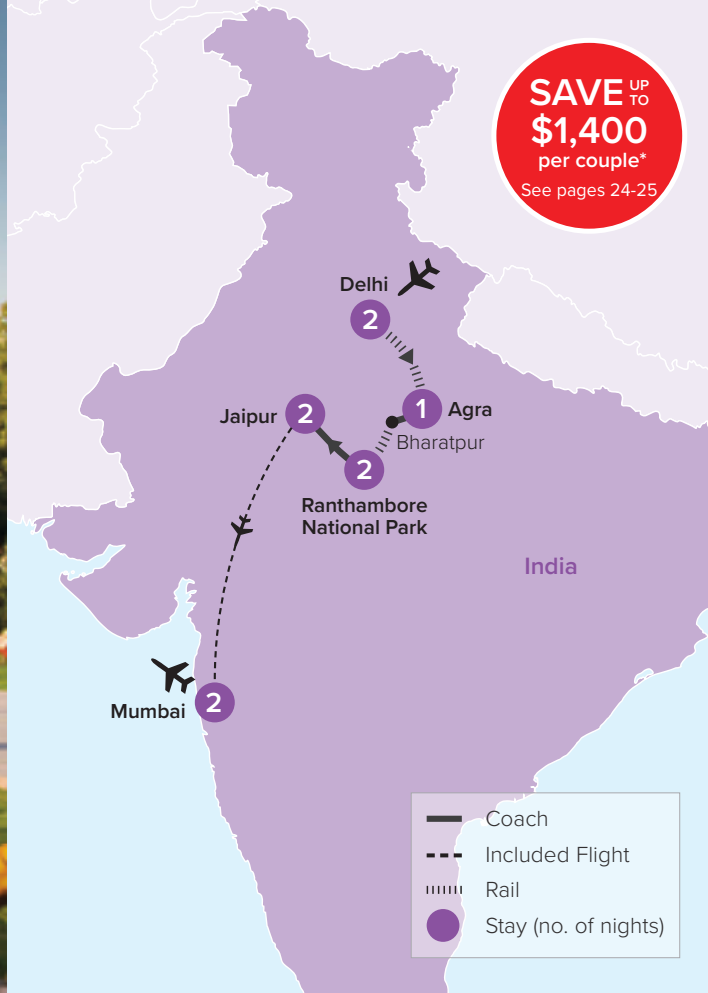 SAVE UP TO
$1,400
per couple*
See pages 24-25
Delhi
2
1 Agra
Jaipur 2
Bharatpur
2
Ranthambore
National Park
India
2
Mumbai
Coach
Included Flight
Rail
Stay (no. of nights)